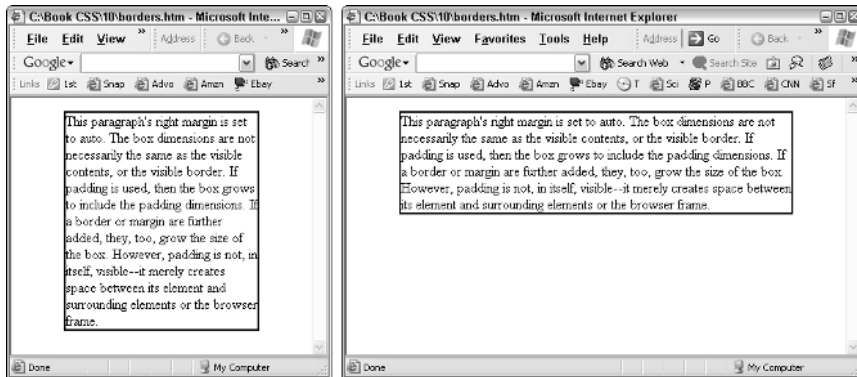 C:\Book CSS\10\borders.htm - Microsoft Inte...
File Edit View » Address Back »
Google Search »
Links 1st Snap Advo Amzn Ebay »
This paragraph's right margin is set
to auto. The box dimensions are not
necessarily the same as the visible
contents, or the visible border. If
padding is used, then the box grows
to include the padding dimensions. If
a border or margin are further
added, they, too, grow the size of
the box. However, padding is not, in
itself, visible--it merely creates
space between its element and
surrounding elements or the browser
frame.
Done My Computer
C:\Book CSS\10\borders.htm - Microsoft Internet Explorer
File Edit View Favorites Tools Help Address Go Back »
Google Search Web Search Site »
Links 1st Snap Advo Amzn Ebay T Sci P BBC CNN SF »
This paragraph's right margin is set to auto. The box dimensions are not
necessarily the same as the visible contents, or the visible border. If
padding is used, then the box grows to include the padding dimensions. If
a border or margin are further added, they, too, grow the size of the box.
However, padding is not, in itself, visible--it merely creates space between
its element and surrounding elements or the browser frame.
Done My Computer